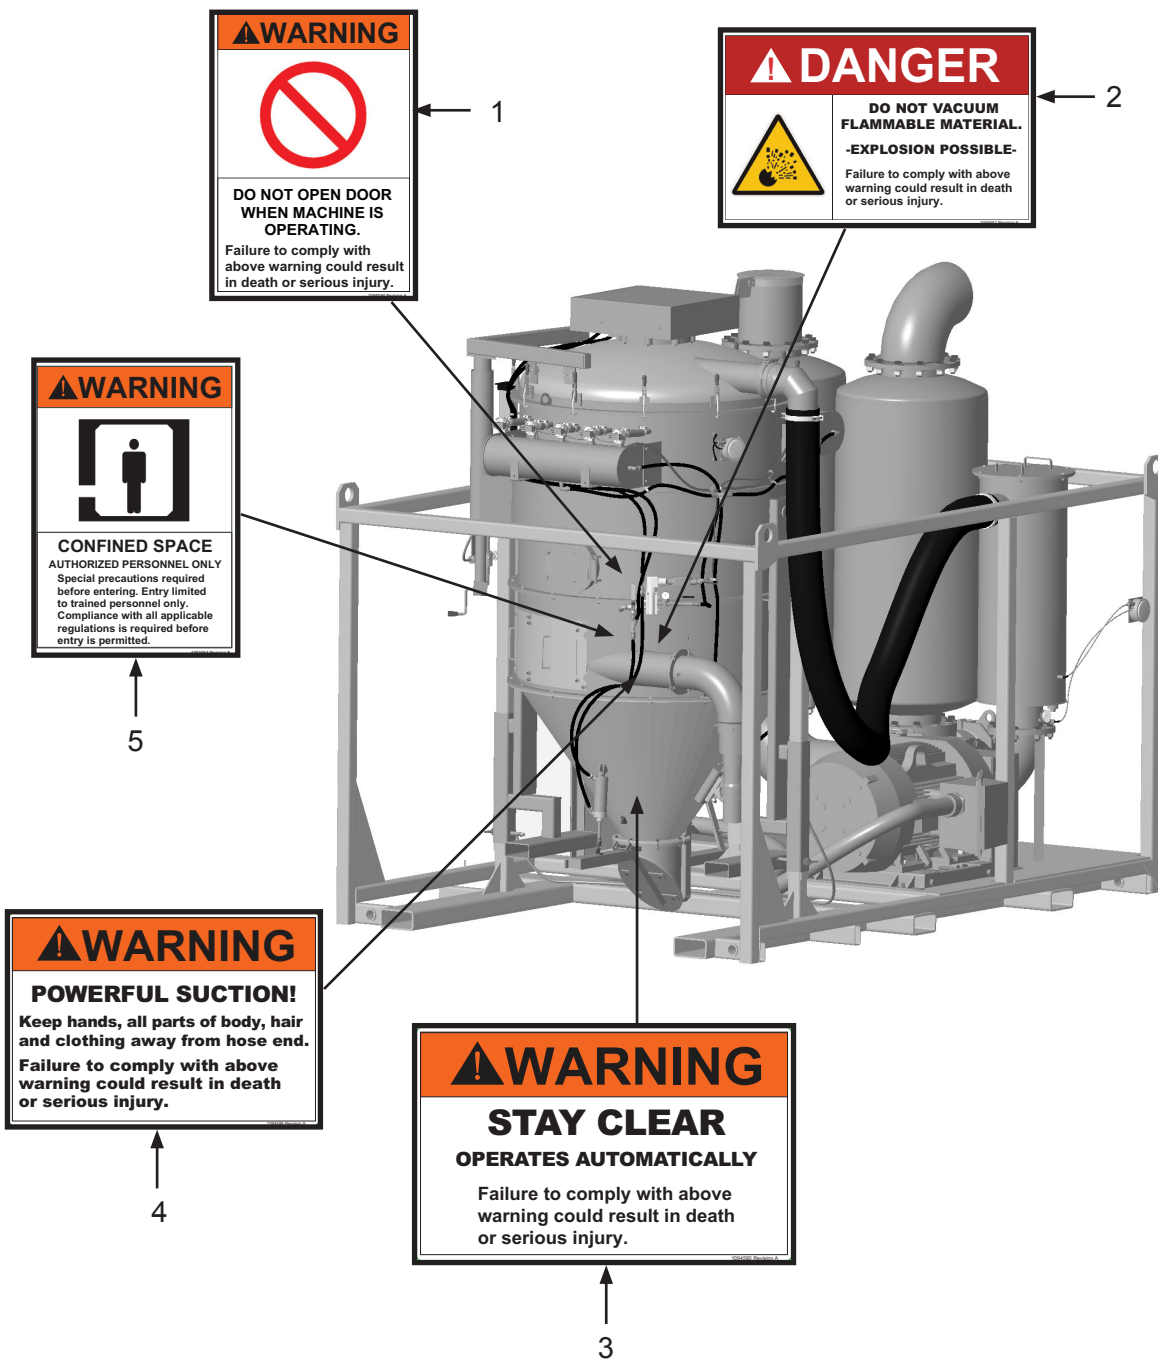 WARNING
DO NOT OPEN DOOR
WHEN MACHINE IS
OPERATING.
Failure to comply with
above warning could result
in death or serious injury.
1
DANGER
DO NOT VACUUM
FLAMMABLE MATERIAL.
-EXPLOSION POSSIBLE-
Failure to comply with above
warning could result in death
or serious injury.
2
WARNING
CONFINED SPACE
AUTHORIZED PERSONNEL ONLY
Special precautions required
before entering. Entry limited
to trained personnel only.
Compliance with all applicable
regulations is required before
entry is permitted.
5
WARNING
POWERFUL SUCTION!
Keep hands, all parts of body, hair
and clothing away from hose end.
Failure to comply with above
warning could result in death
or serious injury.
4
WARNING
STAY CLEAR
OPERATES AUTOMATICALLY
Failure to comply with above
warning could result in death
or serious injury.
1094580 Revision A
3